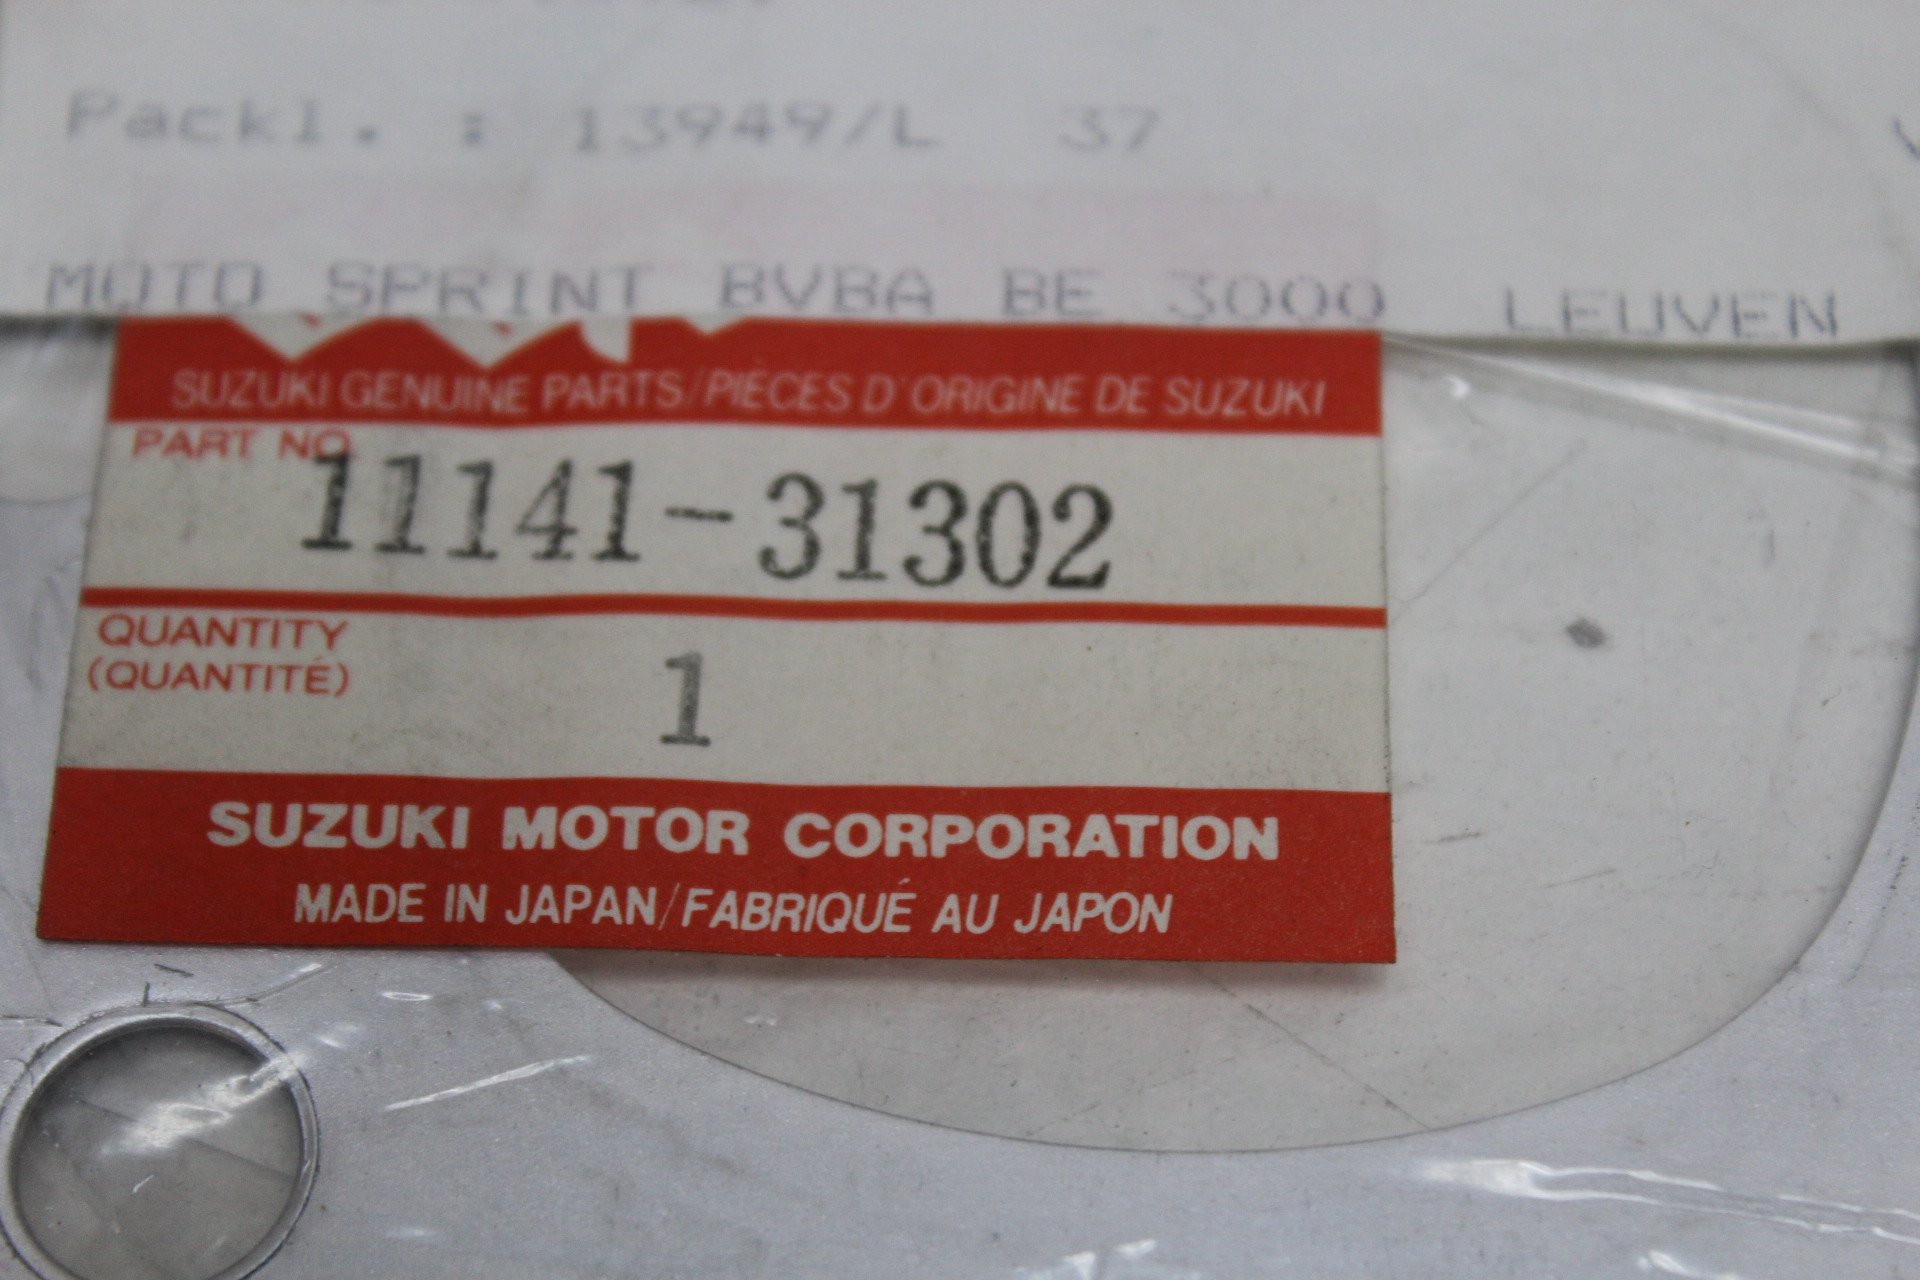 Packl. : 13949/L 37
MOTO SPRINT BVBA BE 3000 LEUVEN
SUZUKI GENUINE PARTS/PIÈCES D'ORIGINE DE SUZUKI
PART NO.
11141-31302
QUANTITY
(QUANTITÉ)
1
SUZUKI MOTOR CORPORATION
MADE IN JAPAN/FABRIQUÉ AU JAPON